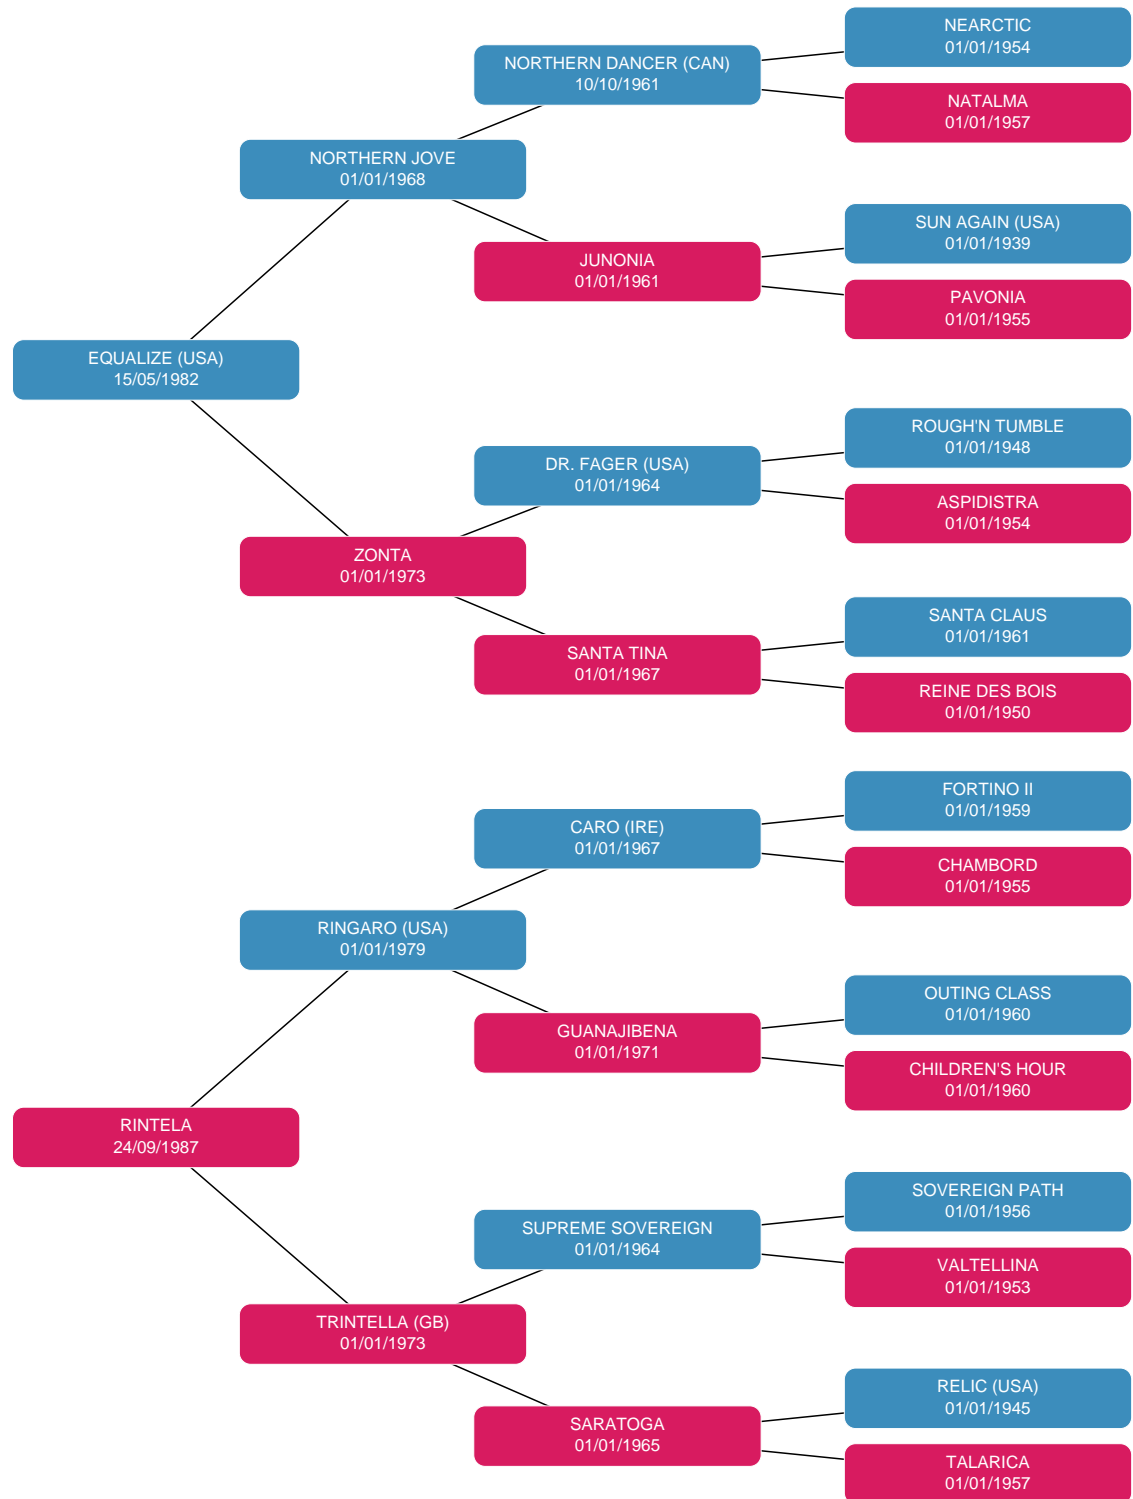 NEARCTIC
01/01/1954
NORTHERN DANCER (CAN)
10/10/1961
NATALMA
01/01/1957
NORTHERN JOVE
01/01/1968
SUN AGAIN (USA)
01/01/1939
JUNONIA
01/01/1961
PAVONIA
01/01/1955
EQUALIZE (USA)
15/05/1982
ROUGH'N TUMBLE
01/01/1948
DR. FAGER (USA)
01/01/1964
ASPIDISTRA
01/01/1954
ZONTA
01/01/1973
SANTA CLAUS
01/01/1961
SANTA TINA
01/01/1967
REINE DES BOIS
01/01/1950
FORTINO II
01/01/1959
CARO (IRE)
01/01/1967
CHAMBORD
01/01/1955
RINGARO (USA)
01/01/1979
OUTING CLASS
01/01/1960
GUANAJIBENA
01/01/1971
CHILDREN'S HOUR
01/01/1960
RINTELA
24/09/1987
SOVEREIGN PATH
01/01/1956
SUPREME SOVEREIGN
01/01/1964
VALTELLINA
01/01/1953
TRINTELLA (GB)
01/01/1973
RELIC (USA)
01/01/1945
SARATOGA
01/01/1965
TALARICA
01/01/1957